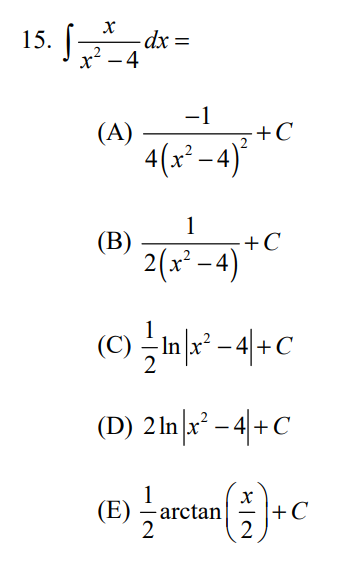 15. ∫ x/(x² − 4) dx =
(A) −1/(4(x² − 4)²) + C
(B) 1/(2(x² − 4)) + C
(C) 1/2 ln|x² − 4| + C
(D) 2 ln|x² − 4| + C
(E) 1/2 arctan(x/2) + C